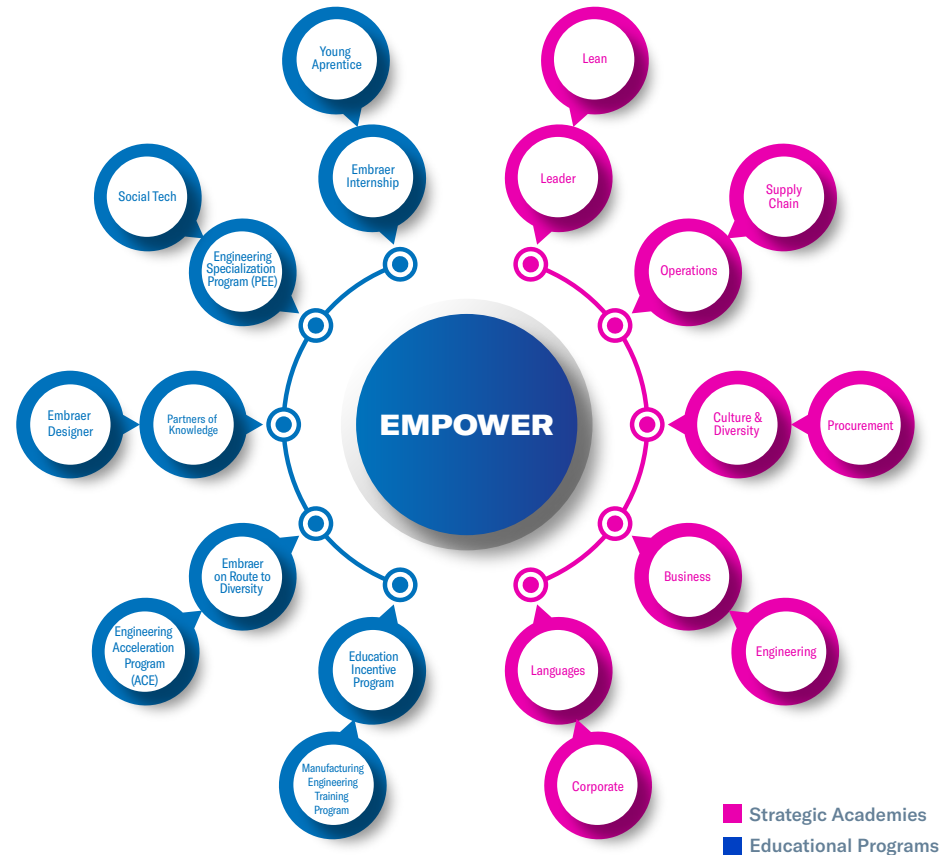 Young
Aprentice
Lean
Embraer
Internship
Leader
Social Tech
Supply
Chain
Engineering
Specialization
Program (PEE)
Operations
Embraer
Designer
Partners of
Knowledge
EMPOWER
Culture &
Diversity
Procurement
Embraer
on Route to
Diversity
Business
Engineering
Acceleration
Program
(ACE)
Engineering
Education
Incentive
Program
Languages
Manufacturing
Engineering
Training
Program
Corporate
Strategic Academies
Educational Programs